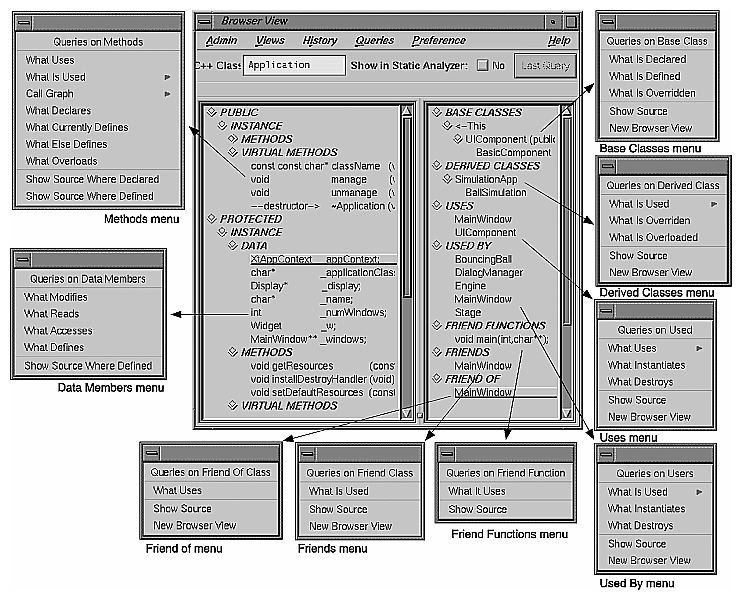 Queries on Methods
What Uses
What Is Used
Call Graph
What Declares
What Currently Defines
What Else Defines
What Overloads
Show Source Where Declared
Show Source Where Defined
Methods menu
Queries on Data Members
What Modifies
What Reads
What Accesses
What Defines
Show Source Where Defined
Data Members menu
Browser View
Admin Views History Queries Preference Help
C++ Class Application Show in Static Analyzer: No Last Query
PUBLIC
INSTANCE
METHODS
VIRTUAL METHODS
const const char* className (v
void manage (v
void unmanage (v
--destructor-> ~Application (v
PROTECTED
INSTANCE
DATA
XtAppContext _appContext;
char* _applicationClas
Display* _display;
char* _name;
int _numWindows;
Widget _w;
MainWindow** _windows;
METHODS
void getResources (cons
void installDestroyHandler (void)
void setDefaultResources (const
VIRTUAL METHODS
BASE CLASSES
<-This
UIComponent (public
BasicComponent
DERIVED CLASSES
SimulationApp
BallSimulation
USES
MainWindow
UIComponent
USED BY
BouncingBall
DialogManager
Engine
MainWindow
Stage
FRIEND FUNCTIONS
void main(int,char**);
FRIENDS
MainWindow
FRIEND OF
MainWindow
Queries on Base Class
What Is Declared
What Is Defined
What Is Overridden
Show Source
New Browser View
Base Classes menu
Queries on Derived Class
What Is Used
What Is Overriden
What Is Overloaded
Show Source
New Browser View
Derived Classes menu
Queries on Used
What Uses
What Instantiates
What Destroys
Show Source
New Browser View
Uses menu
Queries on Users
What Is Used
What Instantiates
What Destroys
Show Source
New Browser View
Used By menu
Queries on Friend Of Class
What Uses
Show Source
New Browser View
Friend of menu
Queries on Friend Class
What Is Used
Show Source
New Browser View
Friends menu
Queries on Friend Function
What It Uses
Show Source
Friend Functions menu